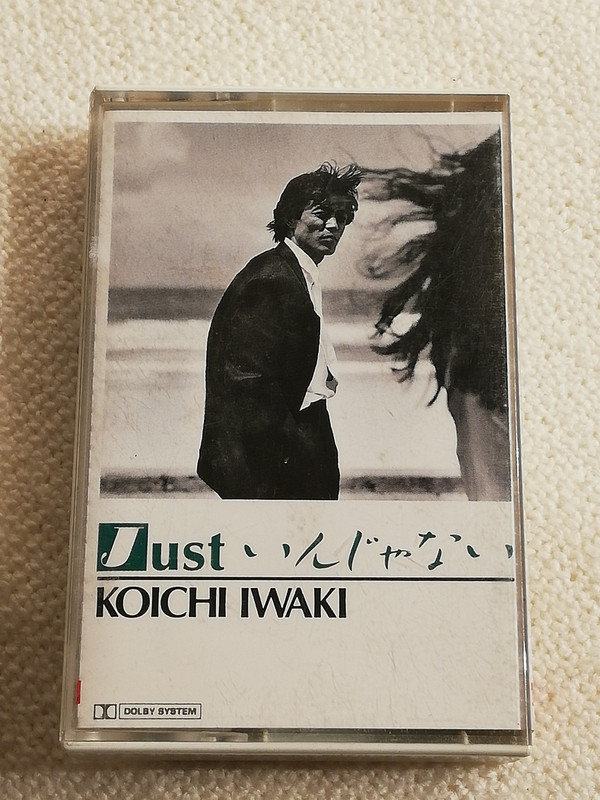 Just いんじゃない
KOICHI IWAKI
DOLBY SYSTEM